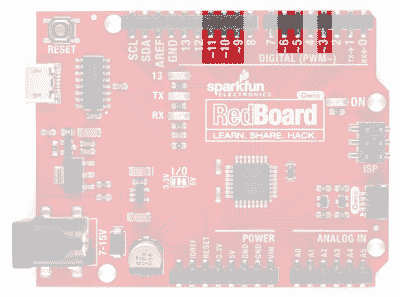 RESET
SCL
SDA
AREF
GND
13
12
~11
~10
~9
8
7
~6
~5
4
~3
2
TX→1
RX←0
DIGITAL (PWM~)
13
TX
RX
sparkfun
ELECTRONICS
Qwiic
RedBoard
LEARN. SHARE. HACK.
ON
ISP
I/O
3.3V
5V
Qwiic
7-15V
POWER
ANALOG IN
IOREF
RESET
3.3V
5V
GND
GND
VIN
A0
A1
A2
A3
A4
A5